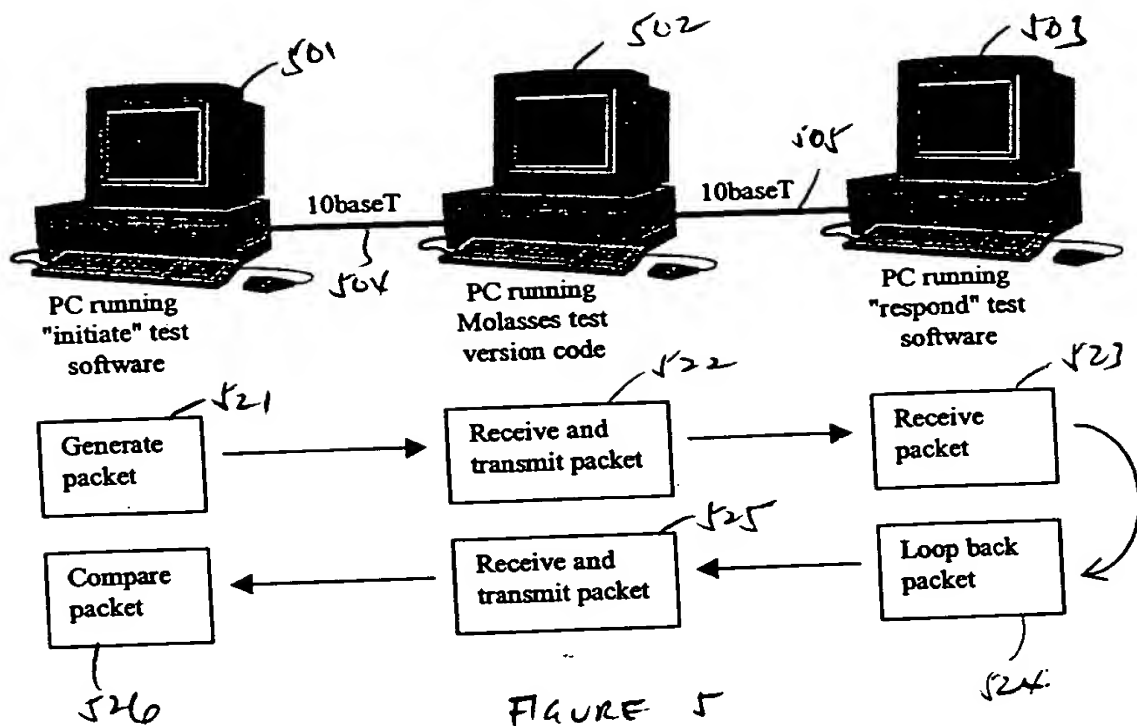 501
502
503
10baseT
10baseT
505
504
PC running
"initiate" test
software
PC running
Molasses test
version code
PC running
"respond" test
software
521
522
523
Generate
packet
Receive and
transmit packet
Receive
packet
525
Compare
packet
Receive and
transmit packet
Loop back
packet
526
524
FIGURE 5